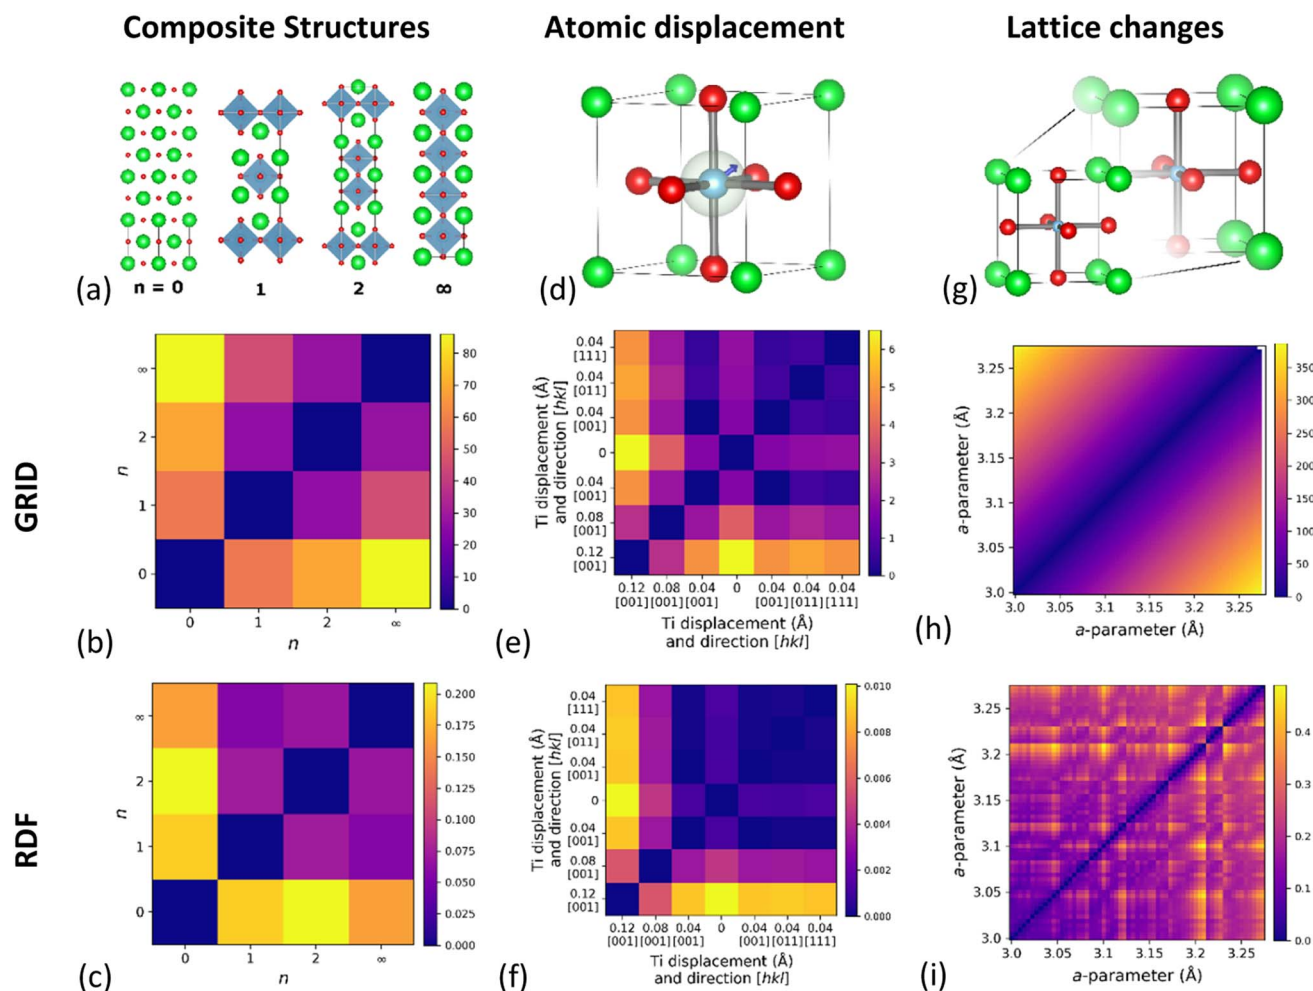 Composite Structures Atomic displacement Lattice changes
(a) n = 0 1 2 ∞ (d) (g)
GRID
∞
2
1
0
n
0 1 2 ∞
n
80
70
60
50
40
30
20
10
0
(b)
Ti displacement (Å)
and direction [hkl]
0.04
[111]
0.04
[011]
0.04
[001]
0
0.04
[001]
0.08
[001]
0.12
[001]
0.12 0.08 0.04 0 0.04 0.04 0.04
[001] [001] [001] [001] [011] [111]
Ti displacement (Å)
and direction [hkl]
6
5
4
3
2
1
0
(e)
a-parameter (Å)
3.25
3.2
3.15
3.1
3.05
3.0
3.0 3.05 3.1 3.15 3.2 3.25
a-parameter (Å)
350
300
250
200
150
100
50
0
(h)
RDF
∞
2
1
0
n
0 1 2 ∞
n
0.200
0.175
0.150
0.125
0.100
0.075
0.050
0.025
0.000
(c)
Ti displacement (Å)
and direction [hkl]
0.04
[111]
0.04
[011]
0.04
[001]
0
0.04
[001]
0.08
[001]
0.12
[001]
0.12 0.08 0.04 0 0.04 0.04 0.04
[001] [001] [001] [001] [011] [111]
Ti displacement (Å)
and direction [hkl]
0.010
0.008
0.006
0.004
0.002
0.000
(f)
a-parameter (Å)
3.25
3.2
3.15
3.1
3.05
3.0
3.0 3.05 3.1 3.15 3.2 3.25
a-parameter (Å)
0.4
0.3
0.2
0.1
0.0
(i)